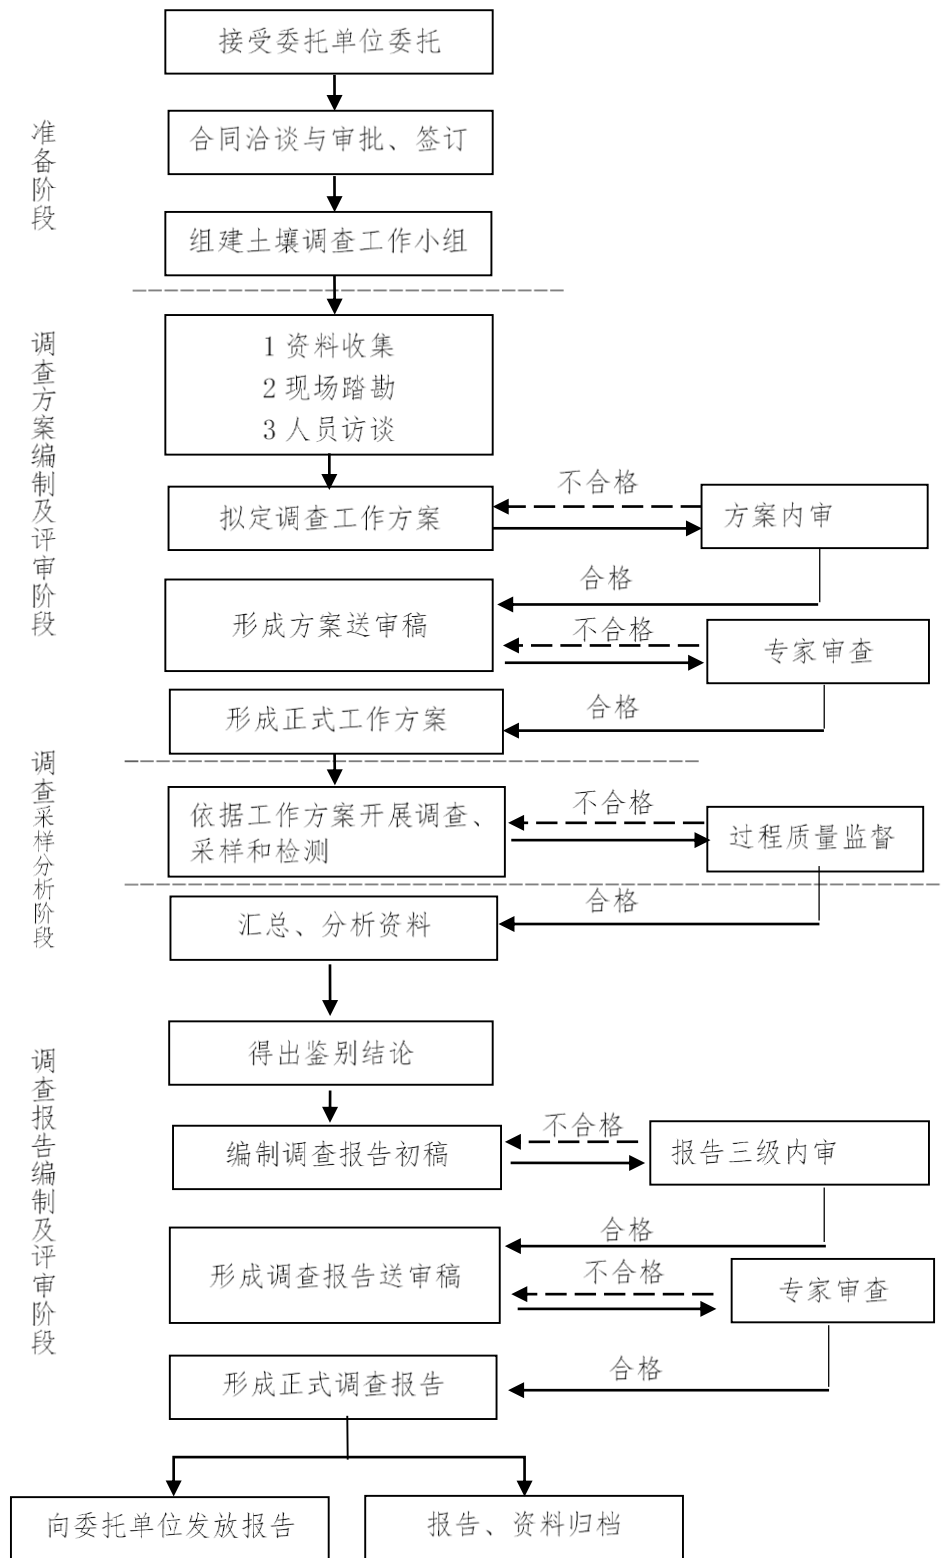 接受委托单位委托
准备阶段
合同洽谈与审批、签订
组建土壤调查工作小组
调查方案编制及评审阶段
1 资料收集
2 现场踏勘
3 人员访谈
不合格
拟定调查工作方案
方案内审
合格
形成方案送审稿
不合格
专家审查
合格
形成正式工作方案
调查采样分析阶段
依据工作方案开展调查、
采样和检测
不合格
过程质量监督
合格
汇总、分析资料
得出鉴别结论
调查报告编制及评审阶段
不合格
编制调查报告初稿
报告三级内审
合格
形成调查报告送审稿
不合格
专家审查
合格
形成正式调查报告
向委托单位发放报告
报告、资料归档